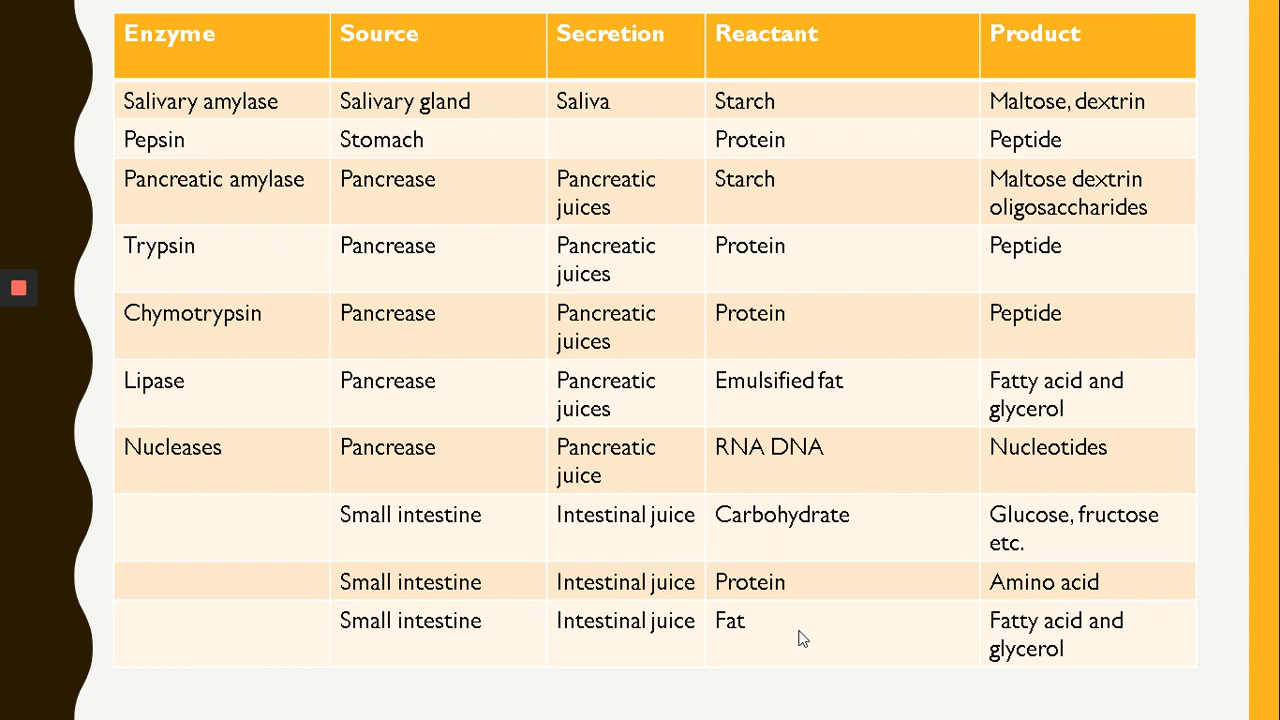 Enzyme Source Secretion Reactant Product
Salivary amylase Salivary gland Saliva Starch Maltose, dextrin
Pepsin Stomach Protein Peptide
Pancreatic amylase Pancrease Pancreatic Starch Maltose dextrin
juices oligosaccharides
Trypsin Pancrease Pancreatic Protein Peptide
juices
Chymotrypsin Pancrease Pancreatic Protein Peptide
juices
Lipase Pancrease Pancreatic Emulsified fat Fatty acid and
juices glycerol
Nucleases Pancrease Pancreatic RNA DNA Nucleotides
juice
Small intestine Intestinal juice Carbohydrate Glucose, fructose
etc.
Small intestine Intestinal juice Protein Amino acid
Small intestine Intestinal juice Fat Fatty acid and
glycerol